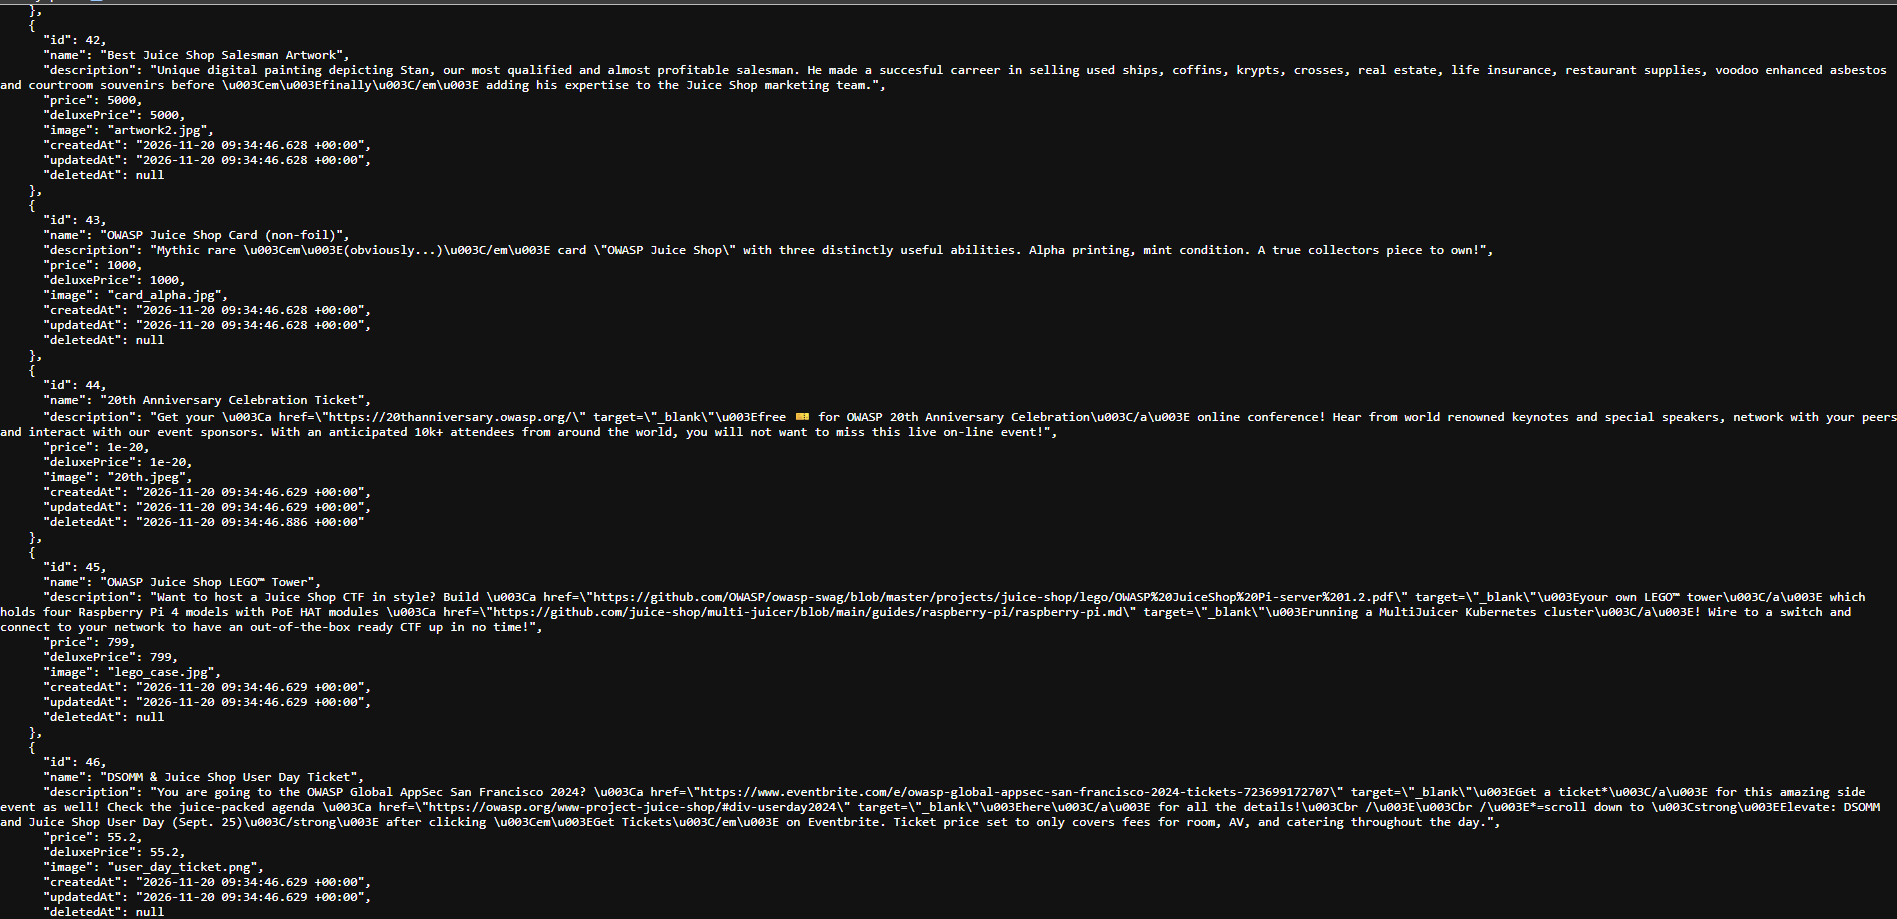 },
{
"id": 42,
"name": "Best Juice Shop Salesman Artwork",
"description": "Unique digital painting depicting Stan, our most qualified and almost profitable salesman. He made a succesful carreer in selling used ships, coffins, krypts, crosses, real estate, life insurance, restaurant supplies, voodoo enhanced asbestos
and courtroom souvenirs before \u003Cem\u003Efinally\u003C/em\u003E adding his expertise to the Juice Shop marketing team.",
"price": 5000,
"deluxePrice": 5000,
"image": "artwork2.jpg",
"createdAt": "2026-11-20 09:34:46.628 +00:00",
"updatedAt": "2026-11-20 09:34:46.628 +00:00",
"deletedAt": null
},
{
"id": 43,
"name": "OWASP Juice Shop Card (non-foil)",
"description": "Mythic rare \u003Cem\u003E(obviously...)\u003C/em\u003E card \"OWASP Juice Shop\" with three distinctly useful abilities. Alpha printing, mint condition. A true collectors piece to own!",
"price": 1000,
"deluxePrice": 1000,
"image": "card_alpha.jpg",
"createdAt": "2026-11-20 09:34:46.628 +00:00",
"updatedAt": "2026-11-20 09:34:46.628 +00:00",
"deletedAt": null
},
{
"id": 44,
"name": "20th Anniversary Celebration Ticket",
"description": "Get your \u003Ca href=\"https://20thanniversary.owasp.org/\" target=\"_blank\"\u003Efree 🎫 for OWASP 20th Anniversary Celebration\u003C/a\u003E online conference! Hear from world renowned keynotes and special speakers, network with your peers
and interact with our event sponsors. With an anticipated 10k+ attendees from around the world, you will not want to miss this live on-line event!",
"price": 1e-20,
"deluxePrice": 1e-20,
"image": "20th.jpeg",
"createdAt": "2026-11-20 09:34:46.629 +00:00",
"updatedAt": "2026-11-20 09:34:46.629 +00:00",
"deletedAt": "2026-11-20 09:34:46.886 +00:00"
},
{
"id": 45,
"name": "OWASP Juice Shop LEGO™ Tower",
"description": "Want to host a Juice Shop CTF in style? Build \u003Ca href=\"https://github.com/OWASP/owasp-swag/blob/master/projects/juice-shop/lego/OWASP%20JuiceShop%20Pi-server%201.2.pdf\" target=\"_blank\"\u003Eyour own LEGO™ tower\u003C/a\u003E which
holds four Raspberry Pi 4 models with PoE HAT modules \u003Ca href=\"https://github.com/juice-shop/multi-juicer/blob/main/guides/raspberry-pi/raspberry-pi.md\" target=\"_blank\"\u003Erunning a MultiJuicer Kubernetes cluster\u003C/a\u003E! Wire to a switch and
connect to your network to have an out-of-the-box ready CTF up in no time!",
"price": 799,
"deluxePrice": 799,
"image": "lego_case.jpg",
"createdAt": "2026-11-20 09:34:46.629 +00:00",
"updatedAt": "2026-11-20 09:34:46.629 +00:00",
"deletedAt": null
},
{
"id": 46,
"name": "DSOMM & Juice Shop User Day Ticket",
"description": "You are going to the OWASP Global AppSec San Francisco 2024? \u003Ca href=\"https://www.eventbrite.com/e/owasp-global-appsec-san-francisco-2024-tickets-723699172707\" target=\"_blank\"\u003EGet a ticket*\u003C/a\u003E for this amazing side
event as well! Check the juice-packed agenda \u003Ca href=\"https://owasp.org/www-project-juice-shop/#div-userday2024\" target=\"_blank\"\u003Ehere\u003C/a\u003E for all the details!\u003Cbr /\u003E\u003Cbr /\u003E*=scroll down to \u003Cstrong\u003EElevate: DSOMM
and Juice Shop User Day (Sept. 25)\u003C/strong\u003E after clicking \u003Cem\u003EGet Tickets\u003C/em\u003E on Eventbrite. Ticket price set to only covers fees for room, AV, and catering throughout the day.",
"price": 55.2,
"deluxePrice": 55.2,
"image": "user_day_ticket.png",
"createdAt": "2026-11-20 09:34:46.629 +00:00",
"updatedAt": "2026-11-20 09:34:46.629 +00:00",
"deletedAt": null